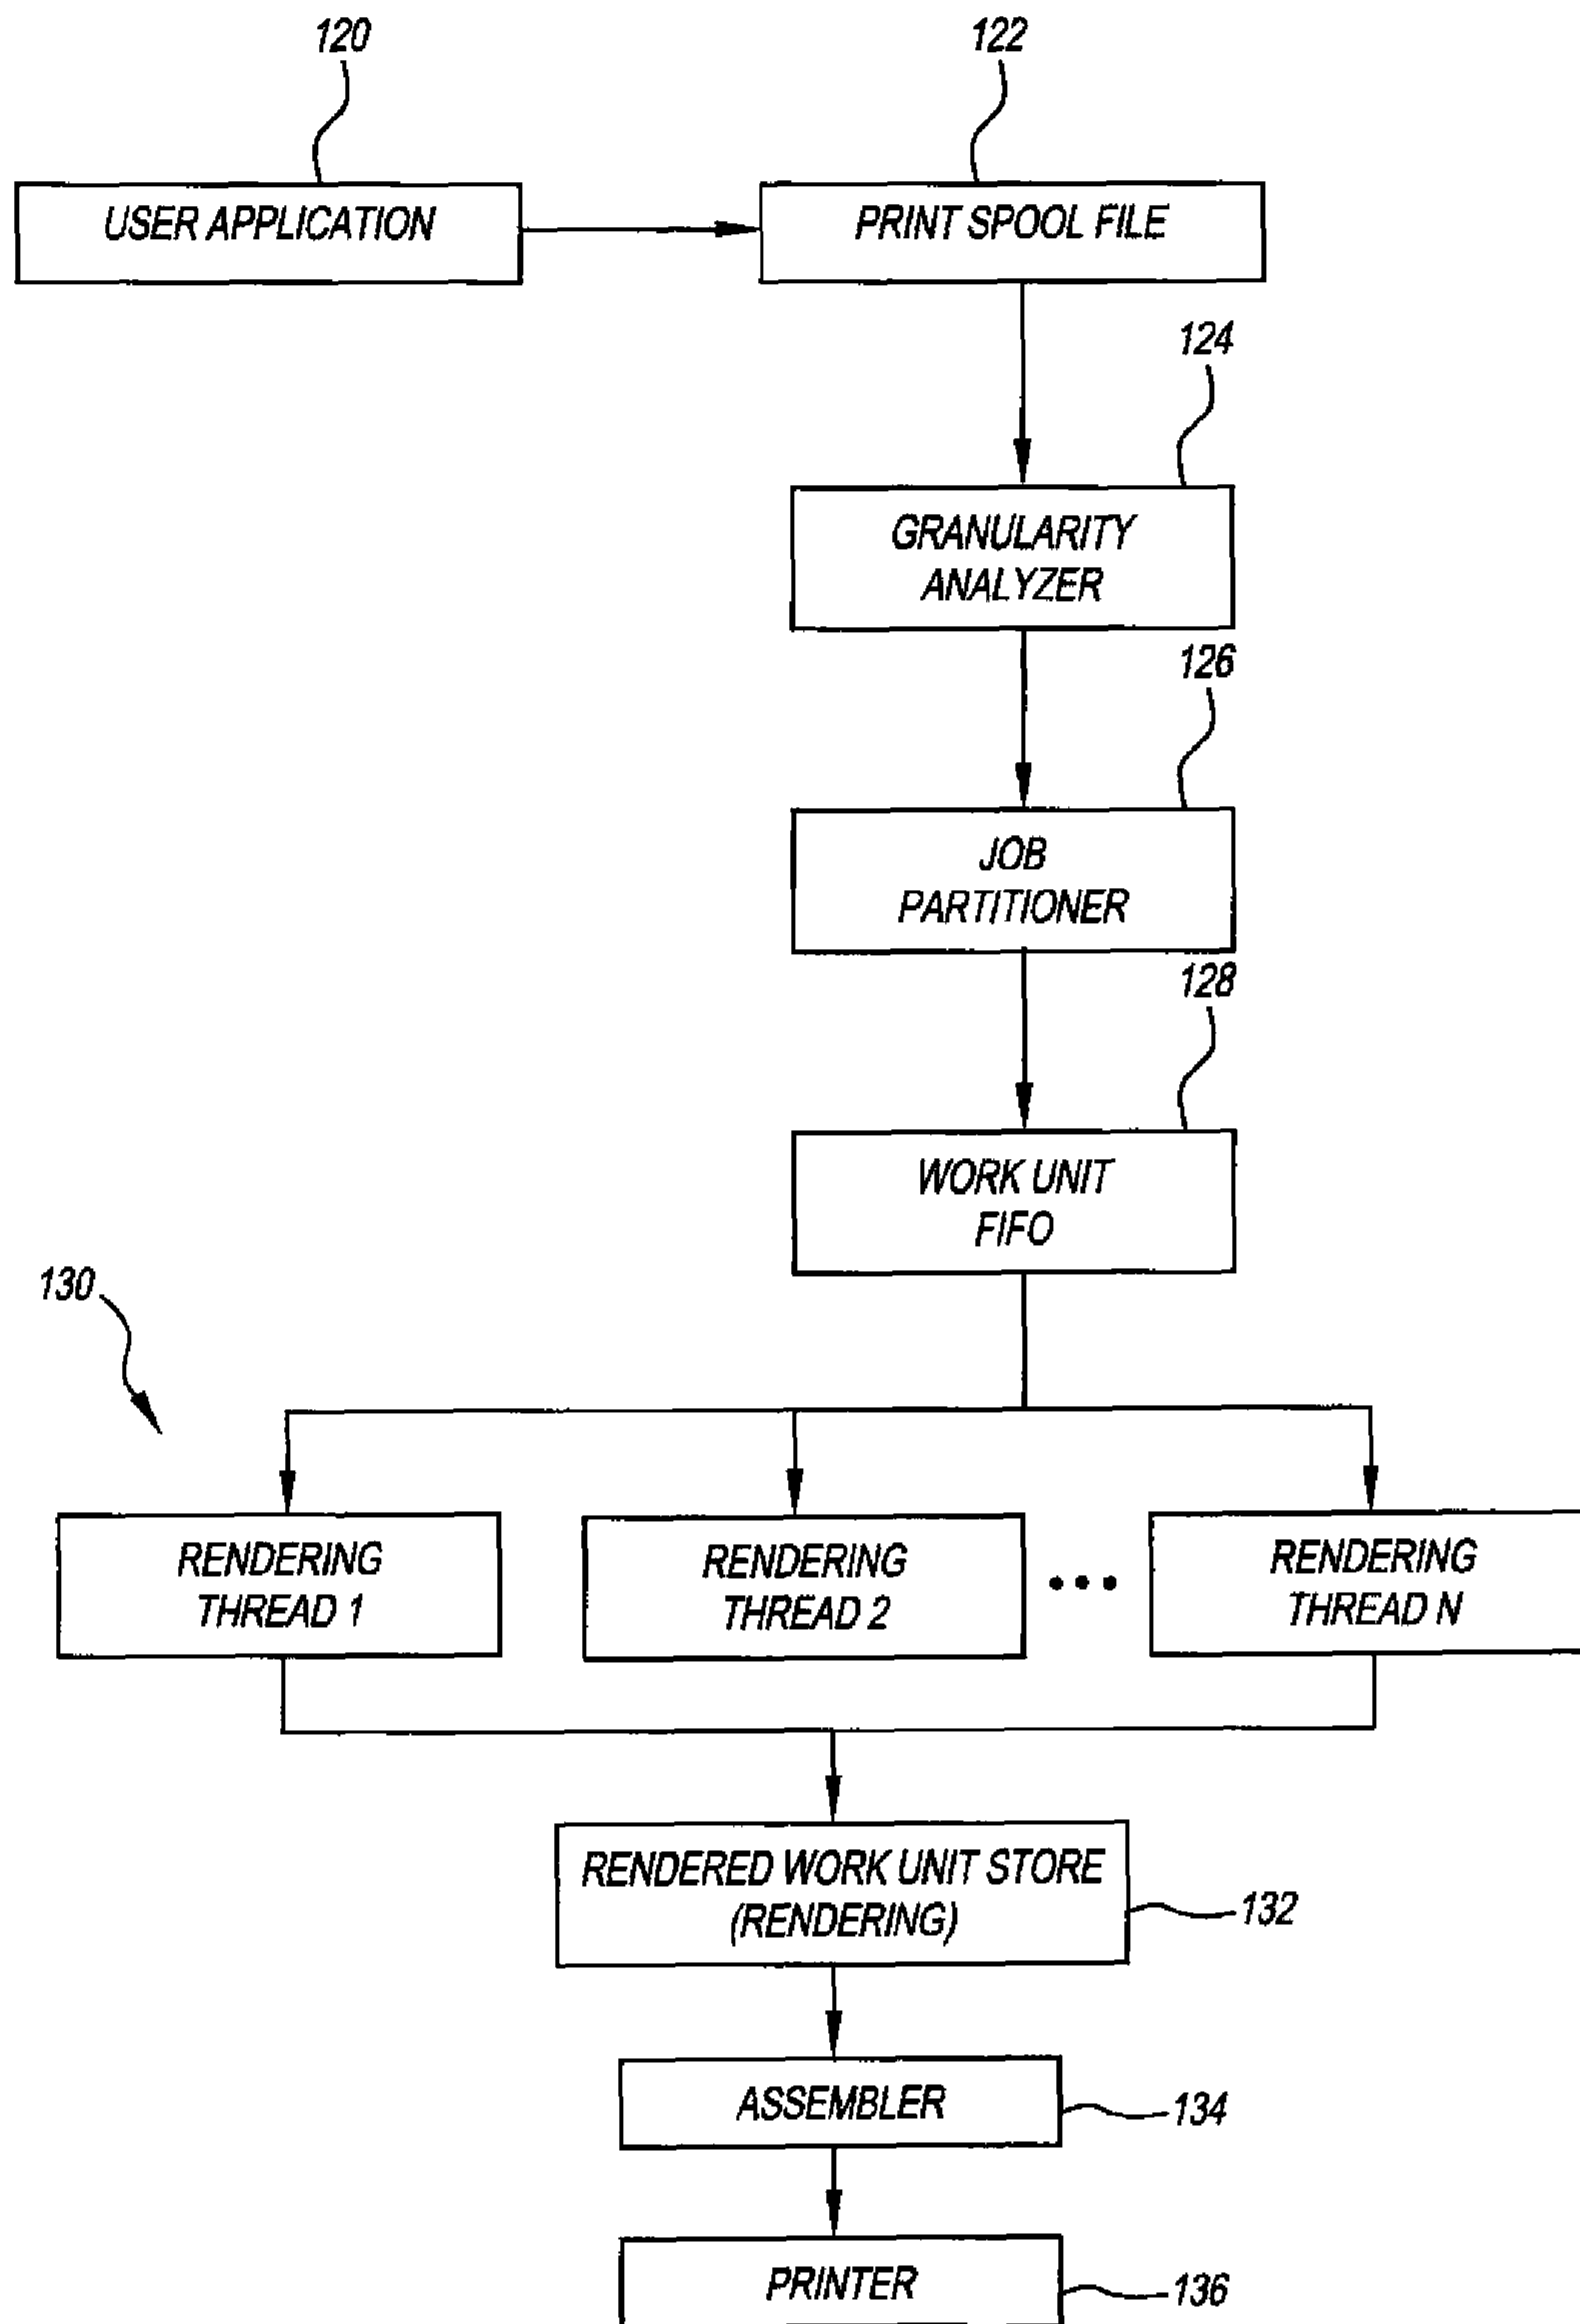 120
122
USER APPLICATION
PRINT SPOOL FILE
124
GRANULARITY
ANALYZER
126
JOB
PARTITIONER
128
WORK UNIT
FIFO
130
RENDERING
THREAD 1
RENDERING
THREAD 2
RENDERING
THREAD N
RENDERED WORK UNIT STORE
(RENDERING)
132
ASSEMBLER
134
PRINTER
136